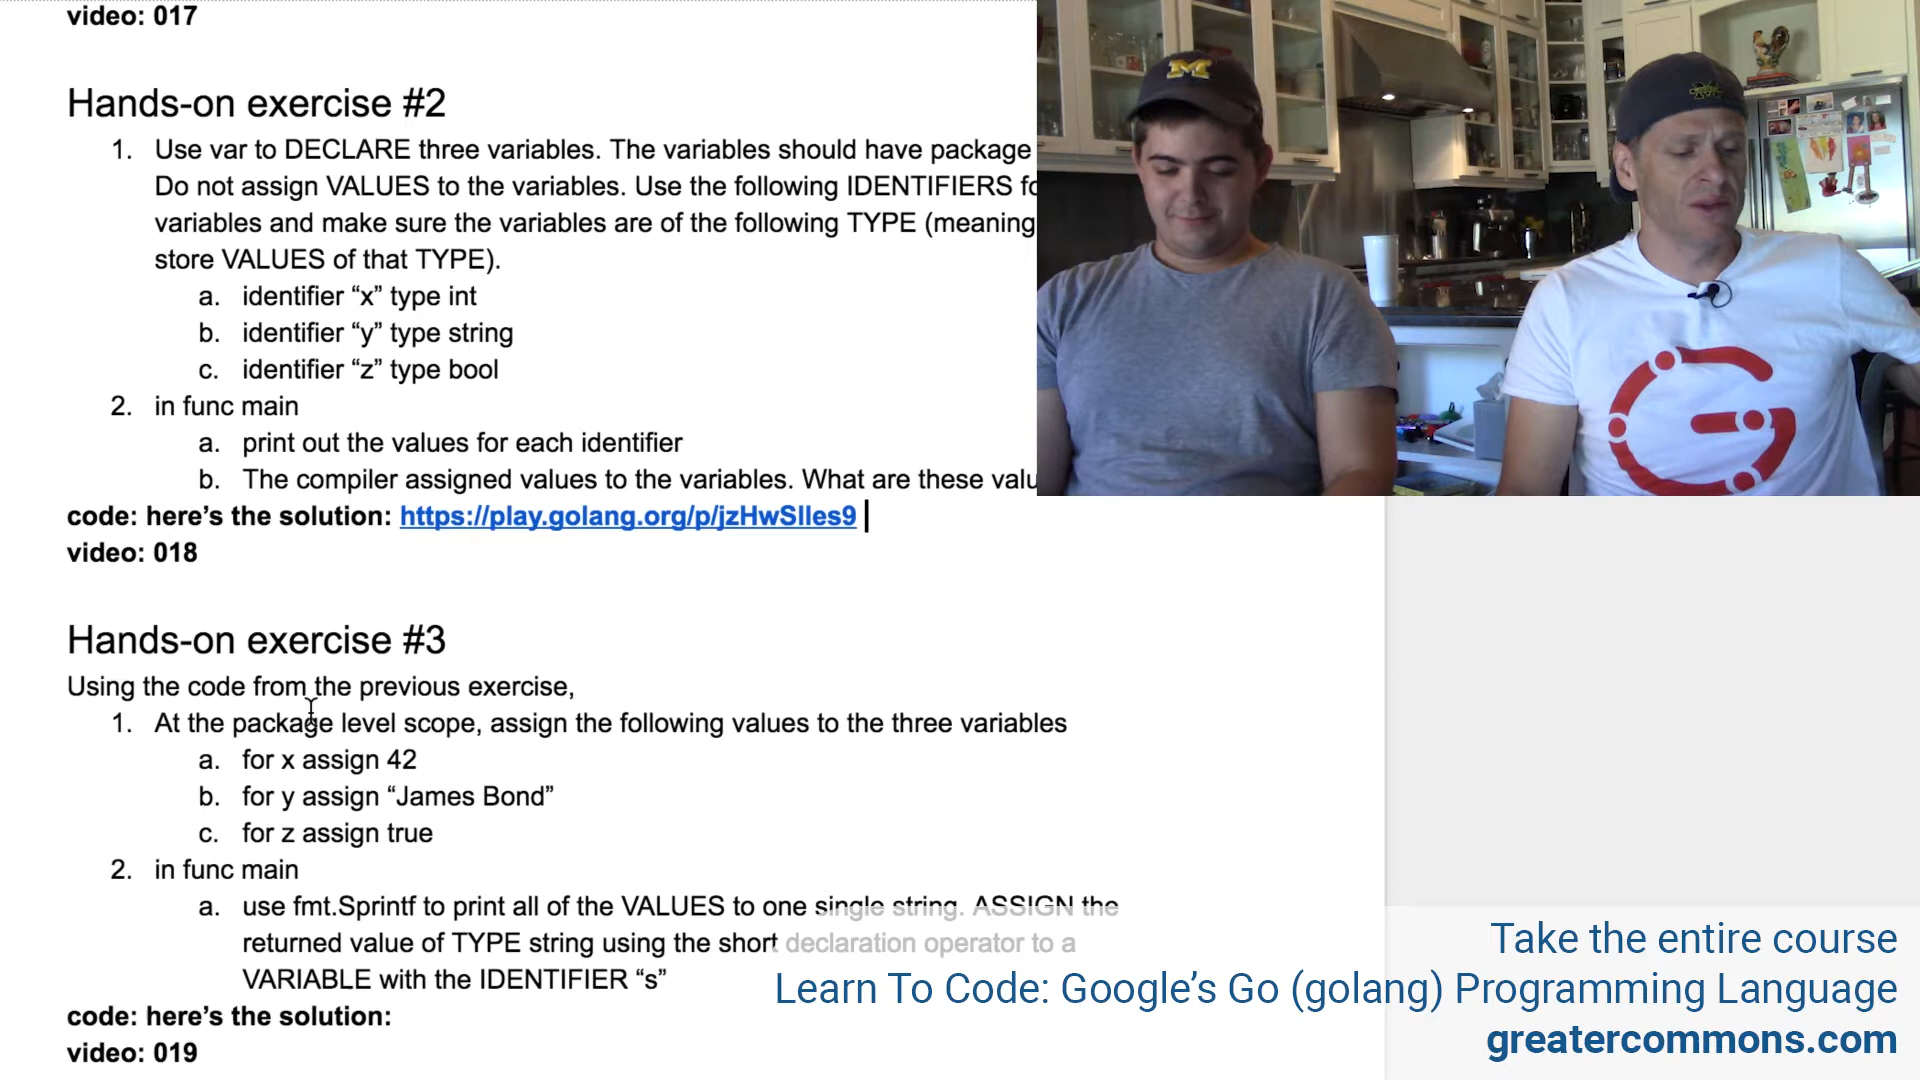 video: 017
Hands-on exercise #2
1. Use var to DECLARE three variables. The variables should have package
Do not assign VALUES to the variables. Use the following IDENTIFIERS
variables and make sure the variables are of the following TYPE (meaning
store VALUES of that TYPE).
a. identifier “x” type int
b. identifier “y” type string
c. identifier “z” type bool
2. in func main
a. print out the values for each identifier
b. The compiler assigned values to the variables. What are these
code: here’s the solution: https://play.golang.org/p/jzHwSlles9
video: 018
Hands-on exercise #3
Using the code from the previous exercise,
1. At the package level scope, assign the following values to the three variables
a. for x assign 42
b. for y assign “James Bond”
c. for z assign true
2. in func main
a. use fmt.Sprintf to print all of the VALUES to one single string. ASSIGN the
returned value of TYPE string using the short declaration operator to a
VARIABLE with the IDENTIFIER “s”
code: here’s the solution:
video: 019
M
Take the entire course
Learn To Code: Google’s Go (golang) Programming Language
greatercommons.com